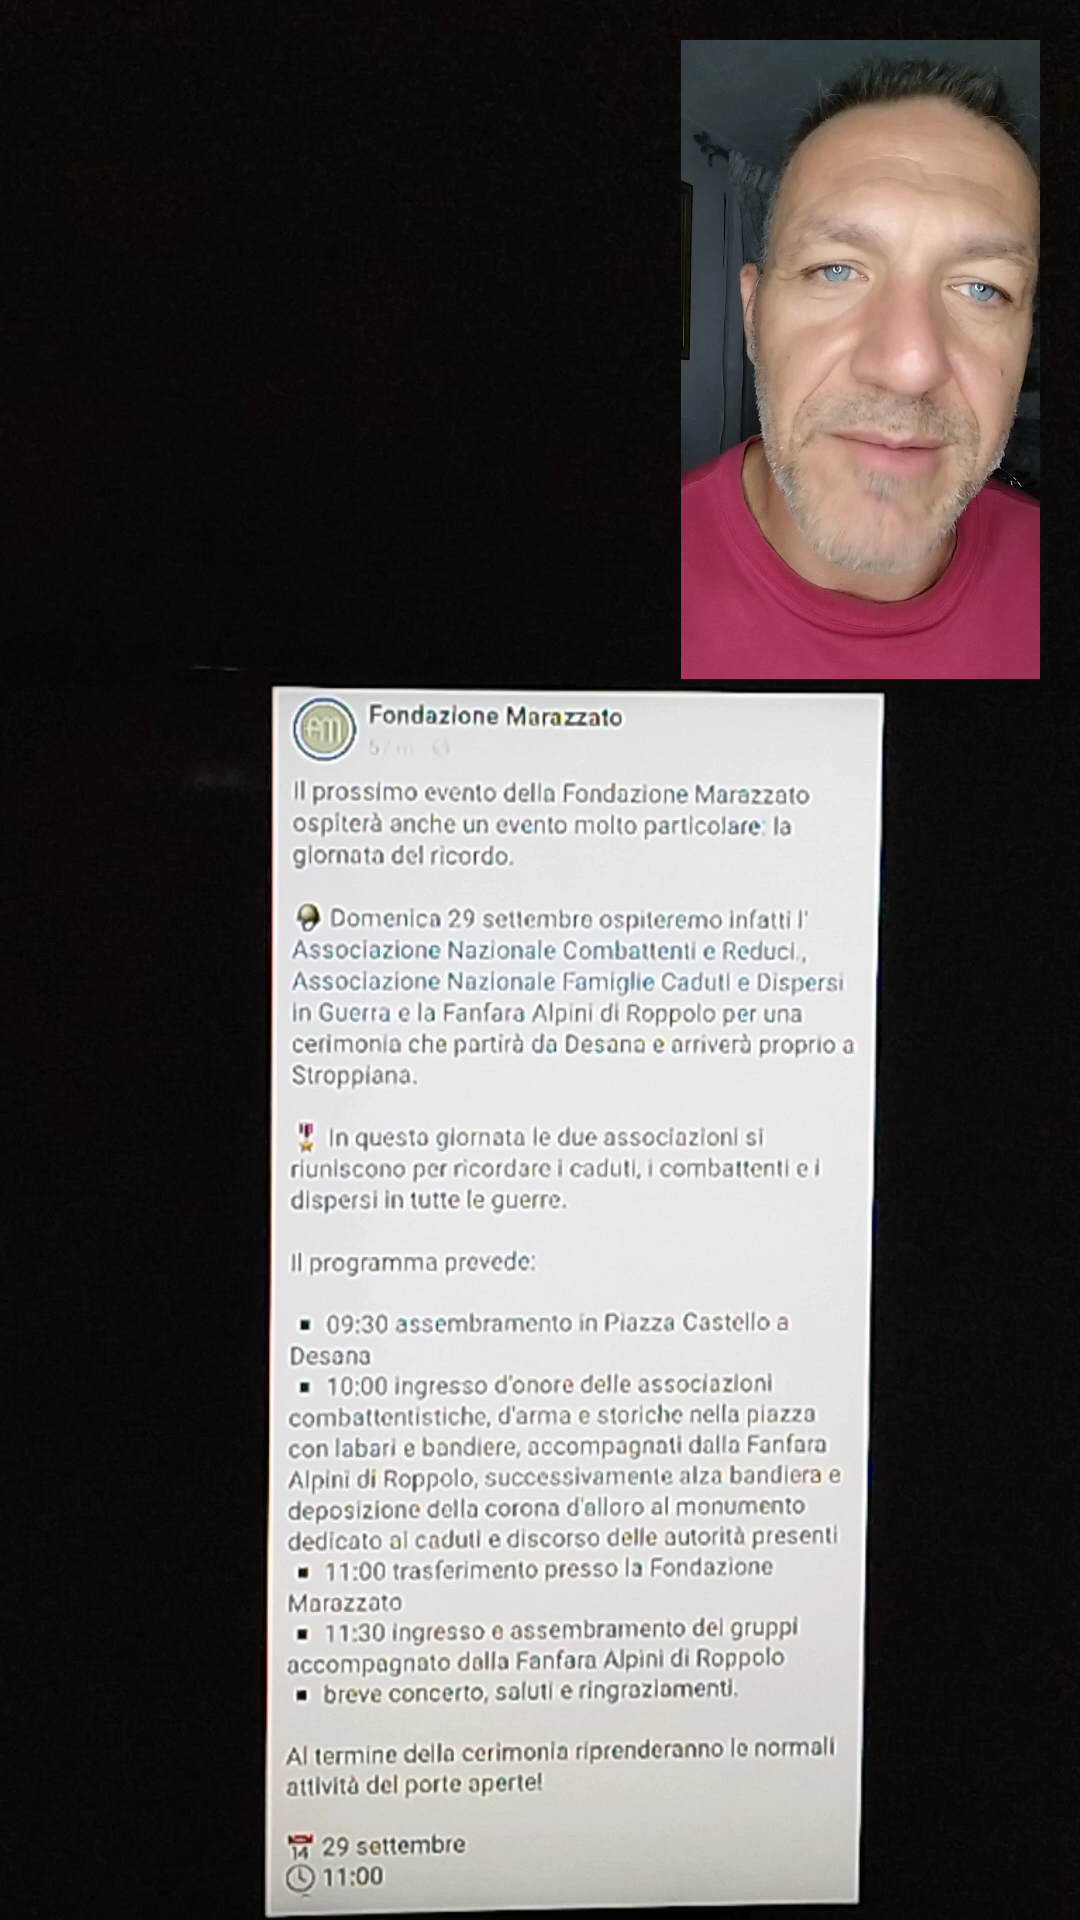 Fondazione Marazzato
Il prossimo evento della Fondazione Marazzato
ospiterà anche un evento molto particolare: la
giornata del ricordo.
Domenica 29 settembre ospiteremo infatti l'
Associazione Nazionale Combattenti e Reduci.,
Associazione Nazionale Famiglie Caduti e Dispersi
in Guerra e la Fanfara Alpini di Roppolo per una
cerimonia che partirà da Desana e arriverà proprio a
Stroppiana.
In questa giornata le due associazioni si
riuniscono per ricordare i caduti, i combattenti e i
dispersi in tutte le guerre.
Il programma prevede:
▪ 09:30 assembramento in Piazza Castello a
Desana
▪ 10:00 ingresso d'onore delle associazioni
combattentistiche, d'arma e storiche nella piazza
con labari e bandiere, accompagnati dalla Fanfara
Alpini di Roppolo, successivamente alza bandiera e
deposizione della corona d'alloro al monumento
dedicato ai caduti e discorso delle autorità presenti
▪ 11:00 trasferimento presso la Fondazione
Marazzato
▪ 11:30 ingresso e assembramento dei gruppi
accompagnato dalla Fanfara Alpini di Roppolo
▪ breve concerto, saluti e ringraziamenti.
Al termine della cerimonia riprenderanno le normali
attività del porte aperte!
14 29 settembre
11:00